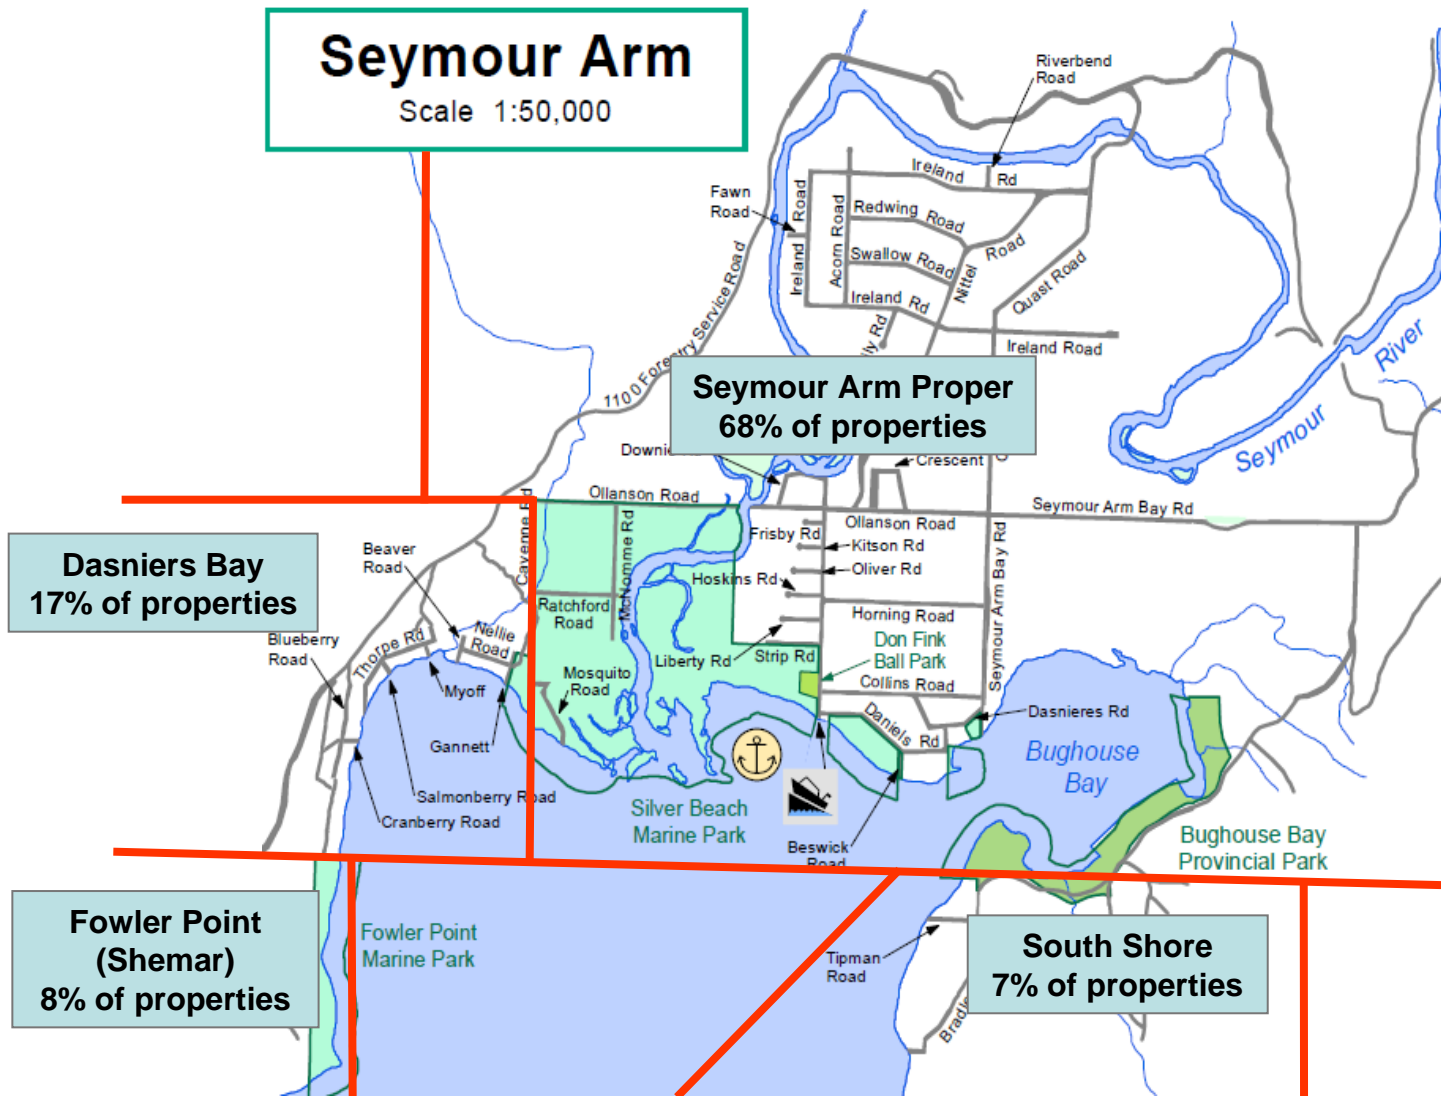 Seymour Arm
Scale 1:50,000
Riverbend
Road
Ireland
Rd
Fawn
Road
Ireland
Road
Acorn Road
Redwing Road
Swallow Road
Nittel
Road
Quast Road
Ireland Rd
Ireland Road
1100 Forestry Service Road
River
Seymour
Seymour Arm Proper
68% of properties
Crescent
Ollanson Road
Seymour Arm Bay Rd
Cayenne Rd
McNomme Rd
Frisby Rd
Ollanson Road
Kitson Rd
Oliver Rd
Hoskins Rd
Horning Road
Seymour Arm Bay Rd
Dasniers Bay
17% of properties
Beaver
Road
Blueberry
Road
Thorpe Rd
Nellie
Road
Ratchford
Road
Liberty Rd
Strip Rd
Don Fink
Ball Park
Collins Road
Mosquito
Road
Myoff
Gannett
Daniels
Rd
Dasnieres Rd
Bughouse
Bay
Salmonberry Road
Cranberry Road
Silver Beach
Marine Park
Beswick
Road
Bughouse Bay
Provincial Park
Fowler Point
(Shemar)
8% of properties
Fowler Point
Marine Park
Tipman
Road
South Shore
7% of properties